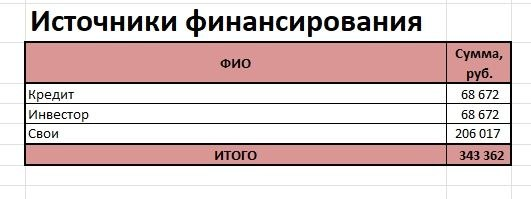 Источники финансирования
ФИО Сумма, руб.
Кредит 68 672
Инвестор 68 672
Свои 206 017
ИТОГО 343 362